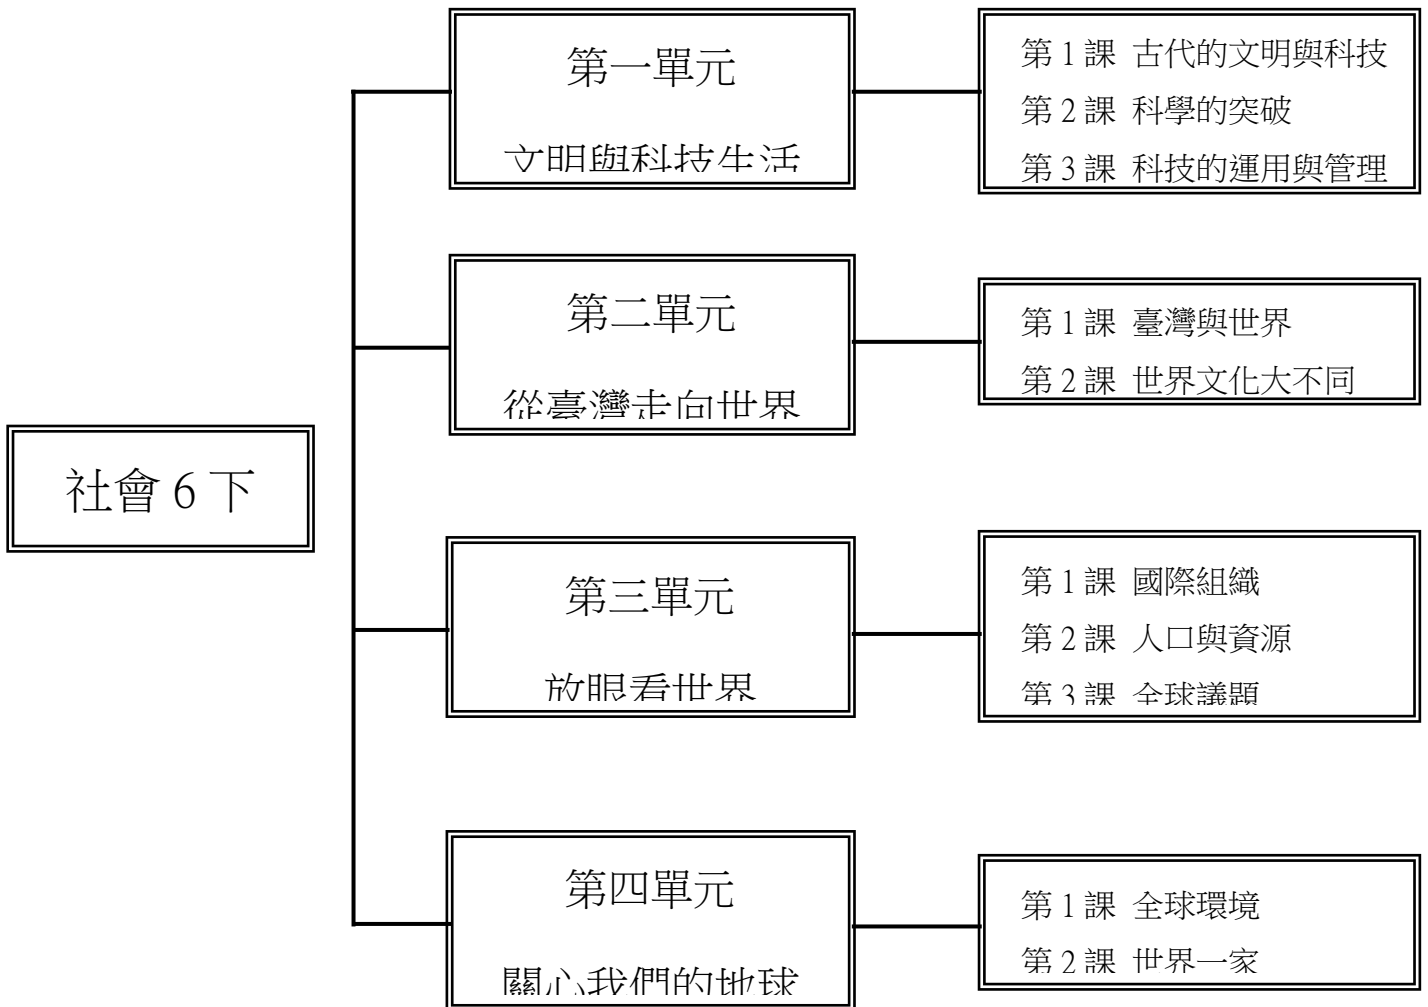 社會6下
第一單元
文明與科技生活
第1課 古代的文明與科技
第2課 科學的突破
第3課 科技的運用與管理
第二單元
從臺灣走向世界
第1課 臺灣與世界
第2課 世界文化大不同
第三單元
放眼看世界
第1課 國際組織
第2課 人口與資源
第3課 全球議題
第四單元
關心我們的地球
第1課 全球環境
第2課 世界一家